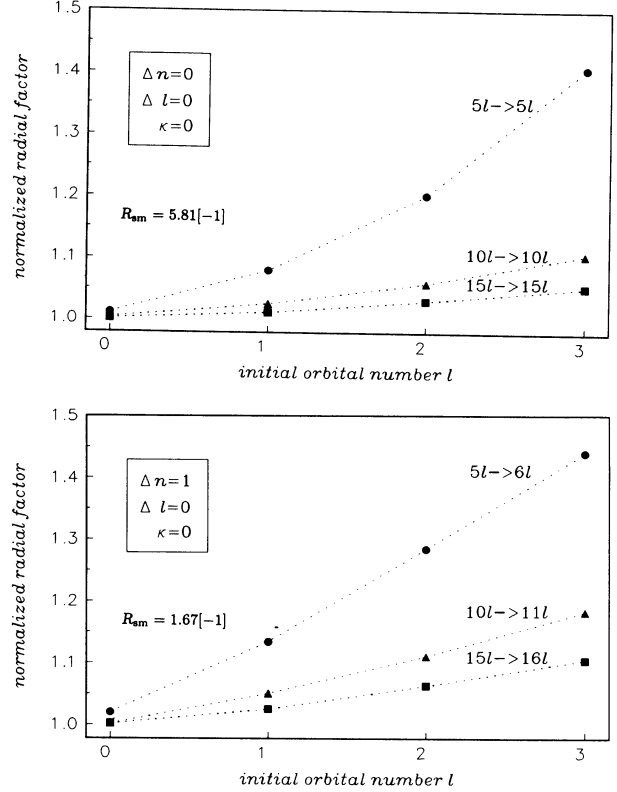 1.5
1.4
1.3
1.2
1.1
1.0
normalized radial factor
Δ n=0
Δ l=0
κ=0
R_sm = 5.81[-1]
5l->5l
10l->10l
15l->15l
0 1 2 3
initial orbital number l
1.5
1.4
1.3
1.2
1.1
1.0
normalized radial factor
Δ n=1
Δ l=0
κ=0
R_sm = 1.67[-1]
5l->6l
10l->11l
15l->16l
0 1 2 3
initial orbital number l